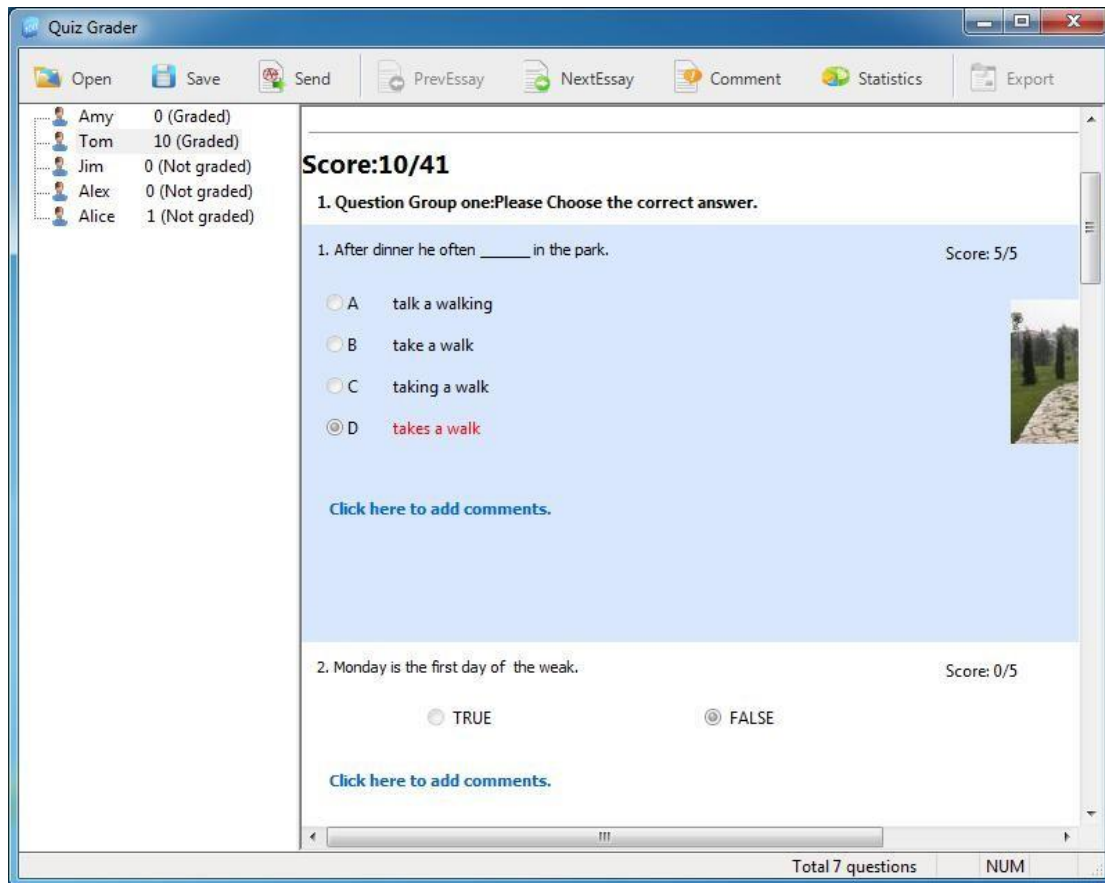 Quiz Grader
Open Save Send PrevEssay NextEssay Comment Statistics Export
Amy 0 (Graded)
Tom 10 (Graded)
Jim 0 (Not graded)
Alex 0 (Not graded)
Alice 1 (Not graded)
Score:10/41
1. Question Group one:Please Choose the correct answer.
1. After dinner he often ______ in the park. Score: 5/5
A talk a walking
B take a walk
C taking a walk
D takes a walk
Click here to add comments.
2. Monday is the first day of the weak. Score: 0/5
TRUE FALSE
Click here to add comments.
Total 7 questions NUM